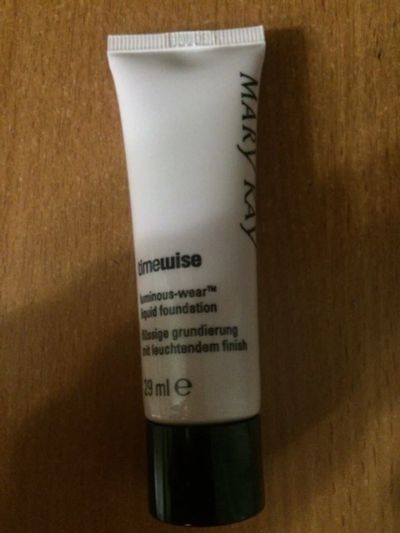 MARY KAY
timewise
luminous-wear™
liquid foundation
flüssige grundierung
mit leuchtendem finish
29 ml ℮